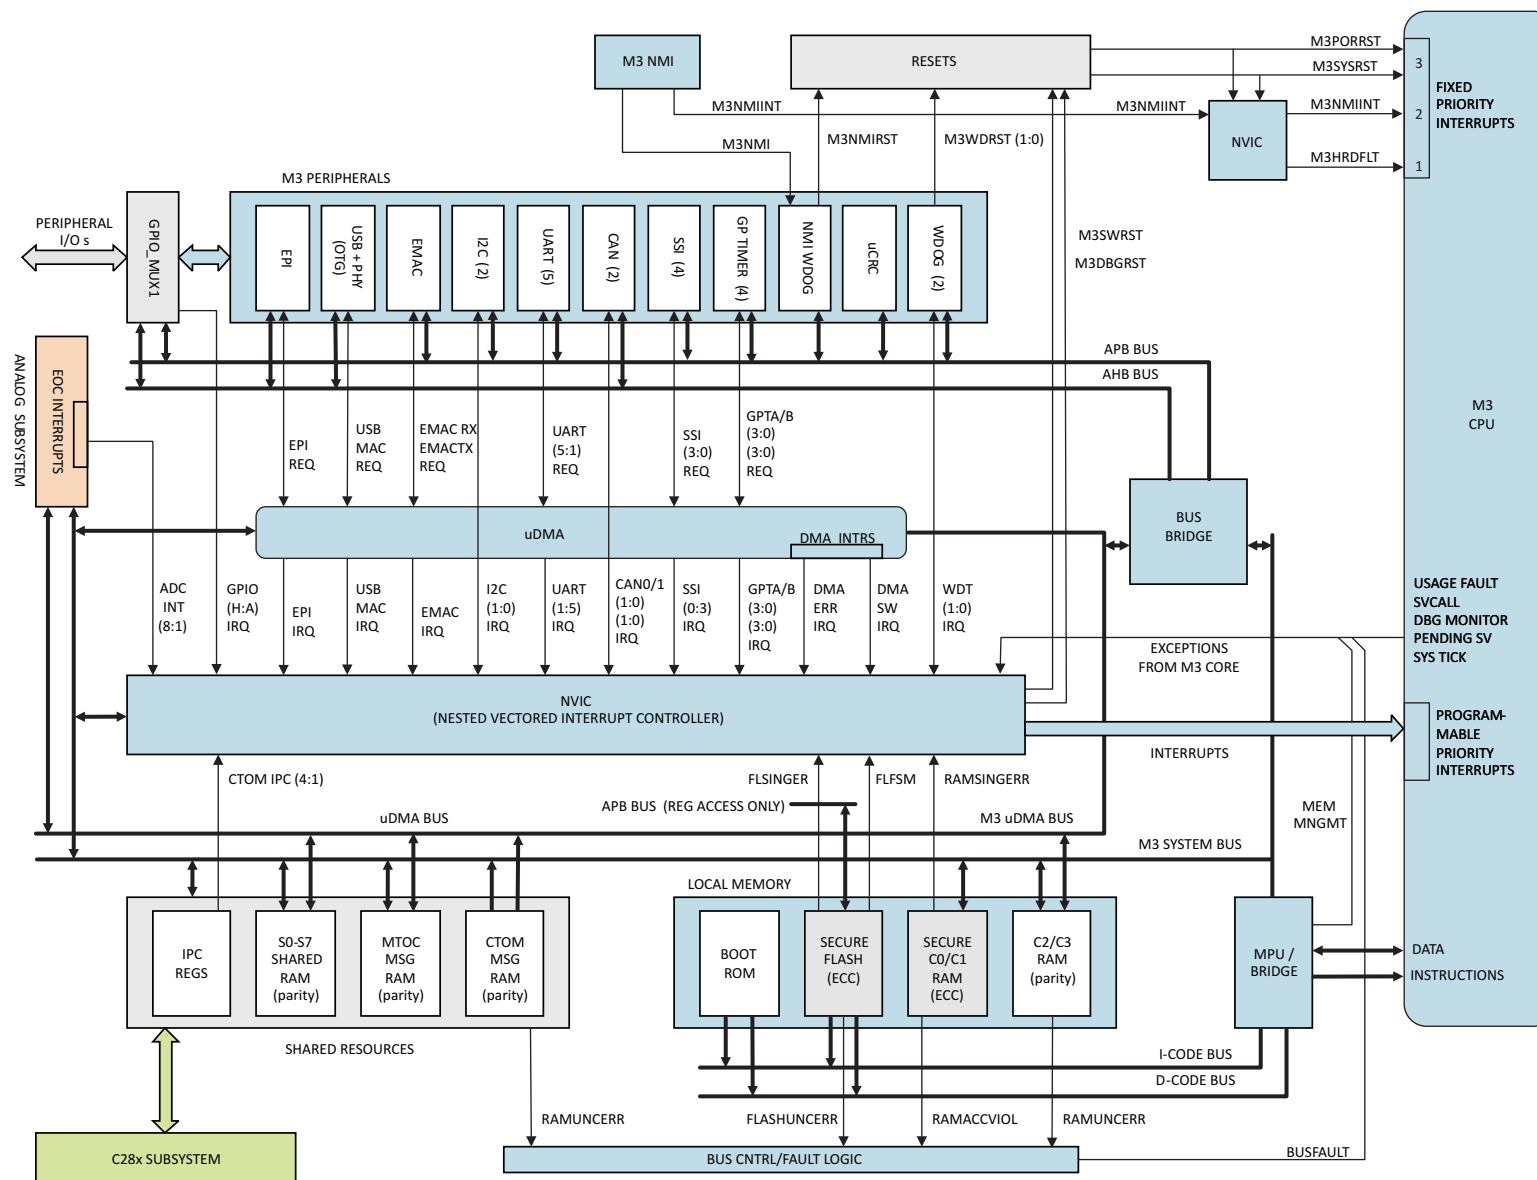 M3 NMI
RESETS
M3PORRST
M3SYSRST
M3NMIINT
M3NMIINT
M3NMI
M3NMIRST
M3WDRST (1:0)
NVIC
M3HRDFLT
3
2
1
FIXED
PRIORITY
INTERRUPTS
M3 PERIPHERALS
PERIPHERAL
I/O s
GPIO_MUX1
EPI
USB + PHY
(OTG)
EMAC
I2C (2)
UART (5)
CAN (2)
SSI (4)
GP TIMER (4)
NMI WDOG
uCRC
WDOG (2)
M3SWRST
M3DBGRST
APB BUS
AHB BUS
M3
CPU
ANALOG SUBSYSTEM
EOC INTERRUPTS
EPI
REQ
USB
MAC
REQ
EMAC RX
EMACTX
REQ
UART
(5:1)
REQ
SSI
(3:0)
REQ
GPTA/B
(3:0)
(3:0)
REQ
BUS
BRIDGE
uDMA
DMA INTRS
ADC
INT
(8:1)
GPIO
(H:A)
IRQ
EPI
IRQ
USB
MAC
IRQ
EMAC
IRQ
I2C
(1:0)
IRQ
UART
(1:5)
IRQ
CAN0/1
(1:0)
(1:0)
IRQ
SSI
(0:3)
IRQ
GPTA/B
(3:0)
(3:0)
IRQ
DMA
ERR
IRQ
DMA
SW
IRQ
WDT
(1:0)
IRQ
USAGE FAULT
SVCALL
DBG MONITOR
PENDING SV
SYS TICK
EXCEPTIONS
FROM M3 CORE
NVIC
(NESTED VECTORED INTERRUPT CONTROLLER)
INTERRUPTS
PROGRAM-
MABLE
PRIORITY
INTERRUPTS
CTOM IPC (4:1)
FLSINGER
FLFSM
RAMSINGERR
APB BUS (REG ACCESS ONLY)
uDMA BUS
M3 uDMA BUS
MEM
MNGMT
M3 SYSTEM BUS
LOCAL MEMORY
IPC
REGS
S0-S7
SHARED
RAM
(parity)
MTOC
MSG
RAM
(parity)
CTOM
MSG
RAM
(parity)
BOOT
ROM
SECURE
FLASH
(ECC)
SECURE
C0/C1
RAM
(ECC)
C2/C3
RAM
(parity)
MPU /
BRIDGE
DATA
INSTRUCTIONS
SHARED RESOURCES
I-CODE BUS
D-CODE BUS
RAMUNCERR
FLASHUNCERR
RAMACCVIOL
RAMUNCERR
C28x SUBSYSTEM
BUS CNTRL/FAULT LOGIC
BUSFAULT